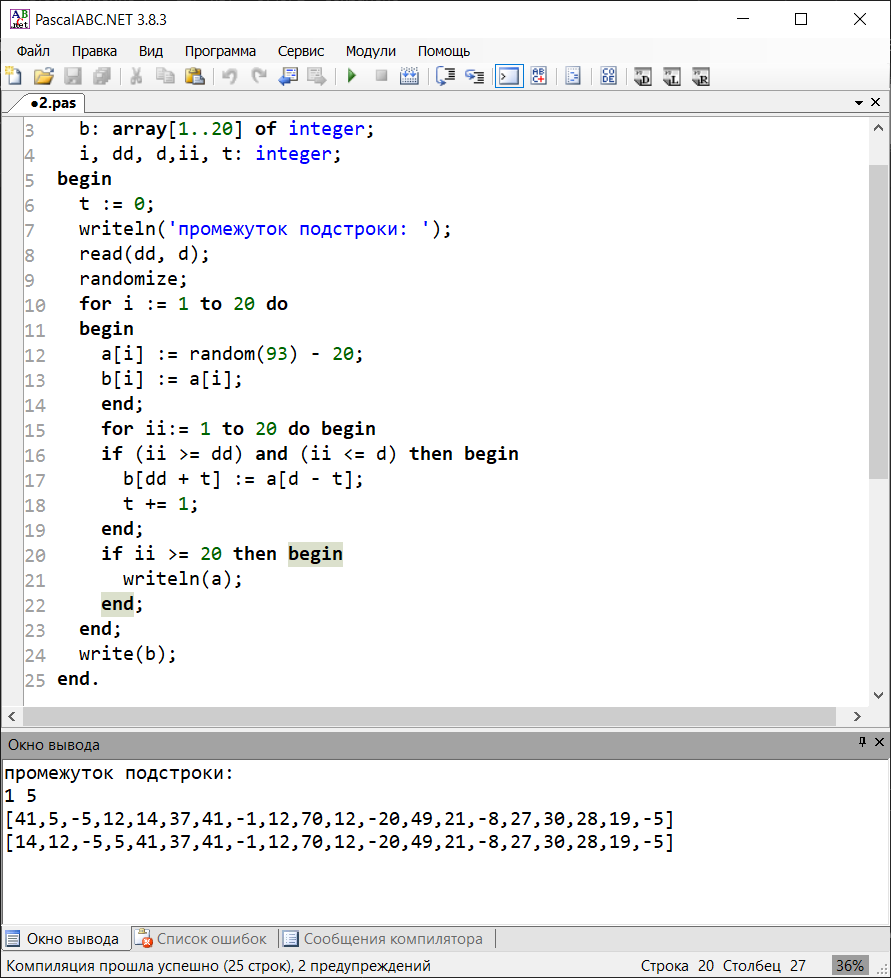 PascalABC.NET 3.8.3
Файл Правка Вид Программа Сервис Модули Помощь
•2.pas
3 b: array[1..20] of integer;
4 i, dd, d,ii, t: integer;
5 begin
6 t := 0;
7 writeln('промежуток подстроки: ');
8 read(dd, d);
9 randomize;
10 for i := 1 to 20 do
11 begin
12 a[i] := random(93) - 20;
13 b[i] := a[i];
14 end;
15 for ii:= 1 to 20 do begin
16 if (ii >= dd) and (ii <= d) then begin
17 b[dd + t] := a[d - t];
18 t += 1;
19 end;
20 if ii >= 20 then begin
21 writeln(a);
22 end;
23 end;
24 write(b);
25 end.
Окно вывода
промежуток подстроки:
1 5
[41,5,-5,12,14,37,41,-1,12,70,12,-20,49,21,-8,27,30,28,19,-5]
[14,12,-5,5,41,37,41,-1,12,70,12,-20,49,21,-8,27,30,28,19,-5]
Окно вывода Список ошибок Сообщения компилятора
Компиляция прошла успешно (25 строк), 2 предупреждений Строка 20 Столбец 27 36%